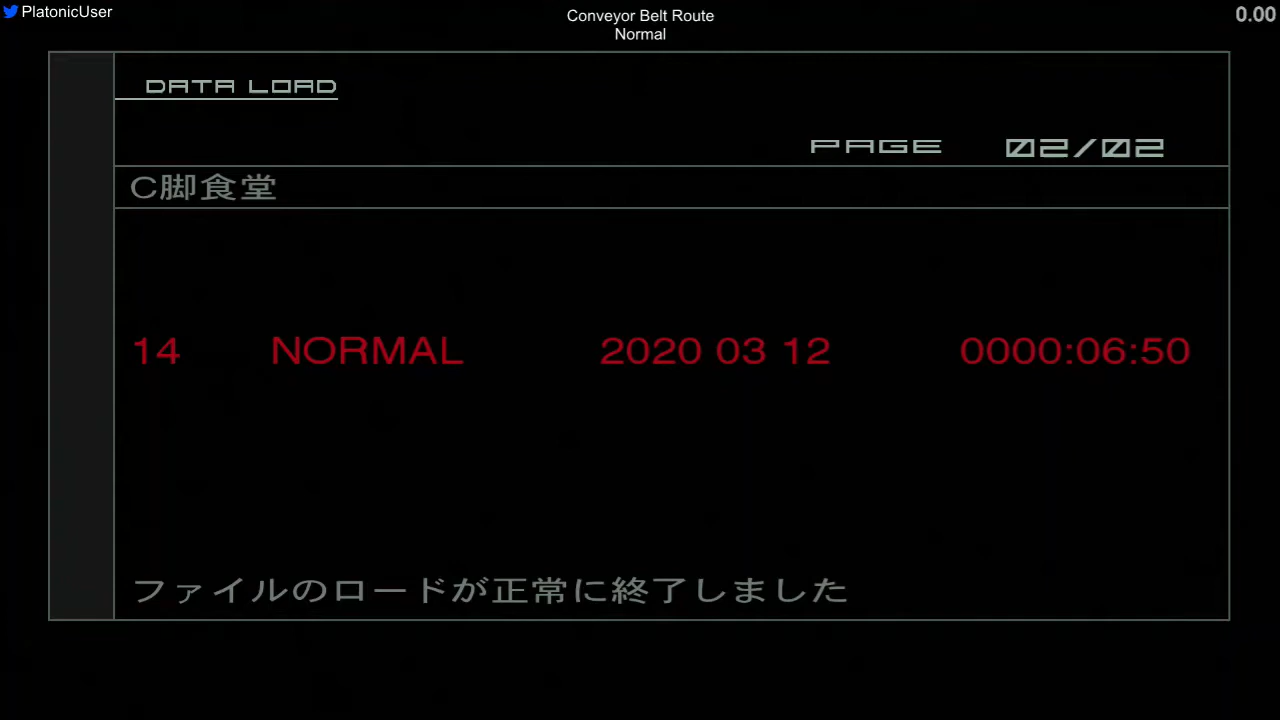 PlatonicUser
Conveyor Belt Route
Normal
0.00
DATA LOAD
PAGE 02/02
C脚食堂
14 NORMAL 2020 03 12 0000:06:50
ファイルのロードが正常に終了しました